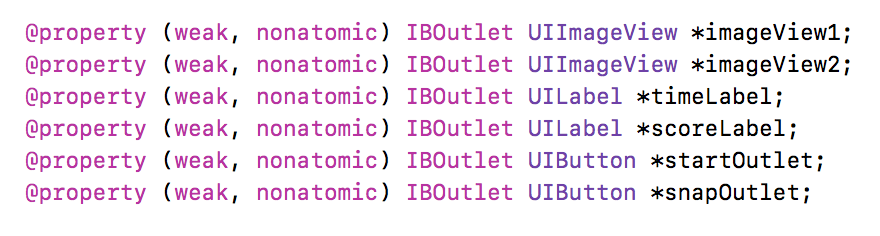 @property (weak, nonatomic) IBOutlet UIImageView *imageView1;
@property (weak, nonatomic) IBOutlet UIImageView *imageView2;
@property (weak, nonatomic) IBOutlet UILabel *timeLabel;
@property (weak, nonatomic) IBOutlet UILabel *scoreLabel;
@property (weak, nonatomic) IBOutlet UIButton *startOutlet;
@property (weak, nonatomic) IBOutlet UIButton *snapOutlet;